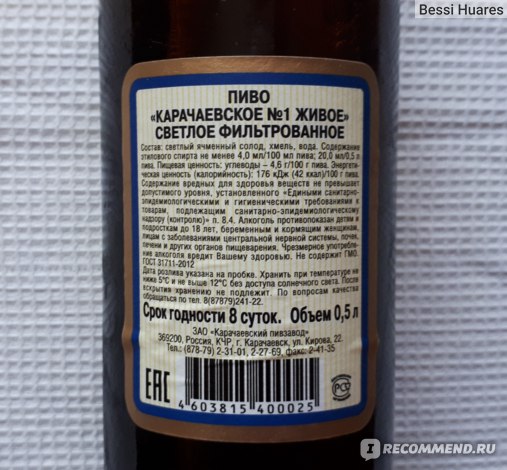 Bessi Huares
ПИВО
«КАРАЧАЕВСКОЕ №1 ЖИВОЕ»
СВЕТЛОЕ ФИЛЬТРОВАННОЕ
Состав: светлый ячменный солод, хмель, вода. Содержание
этилового спирта не менее 4,0 мл/100 мл пива; 20,0 мл/0,5 л
пива. Пищевая ценность: углеводы – 4,6 г/100 г пива. Энергети-
ческая ценность (калорийность): 176 кДж (42 ккал)/100 г пива.
Содержание вредных для здоровья веществ не превышает
допустимого уровня, установленного «Едиными санитарно-
эпидемиологическими и гигиеническими требованиями к
товарам, подлежащим санитарно-эпидемиологическому
надзору (контролю)» п. 8.4. Алкоголь противопоказан детям и
подросткам до 18 лет, беременным и кормящим женщинам,
лицам с заболеваниями центральной нервной системы, почек,
печени и других органов пищеварения. Чрезмерное употребле-
ние алкоголя вредит Вашему здоровью. Не содержит ГМО.
ГОСТ 31711-2012
Дата розлива указана на пробке. Хранить при температуре не
ниже 5°С и не выше 12°С без доступа солнечного света. После
вскрытия хранению не подлежит. По вопросам качества
обращаться по тел. 8(87879)241-22.
Срок годности 8 суток. Объем 0,5 л
ЗАО «Карачаевский пивзавод»
369200, Россия, КЧР, г. Карачаевск, ул. Кирова, 22.
Тел.: (878-79) 2-31-01, 2-27-69, факс: 2-41-35
EAC
4 603815 400025
РСТ
IRECOMMEND.RU